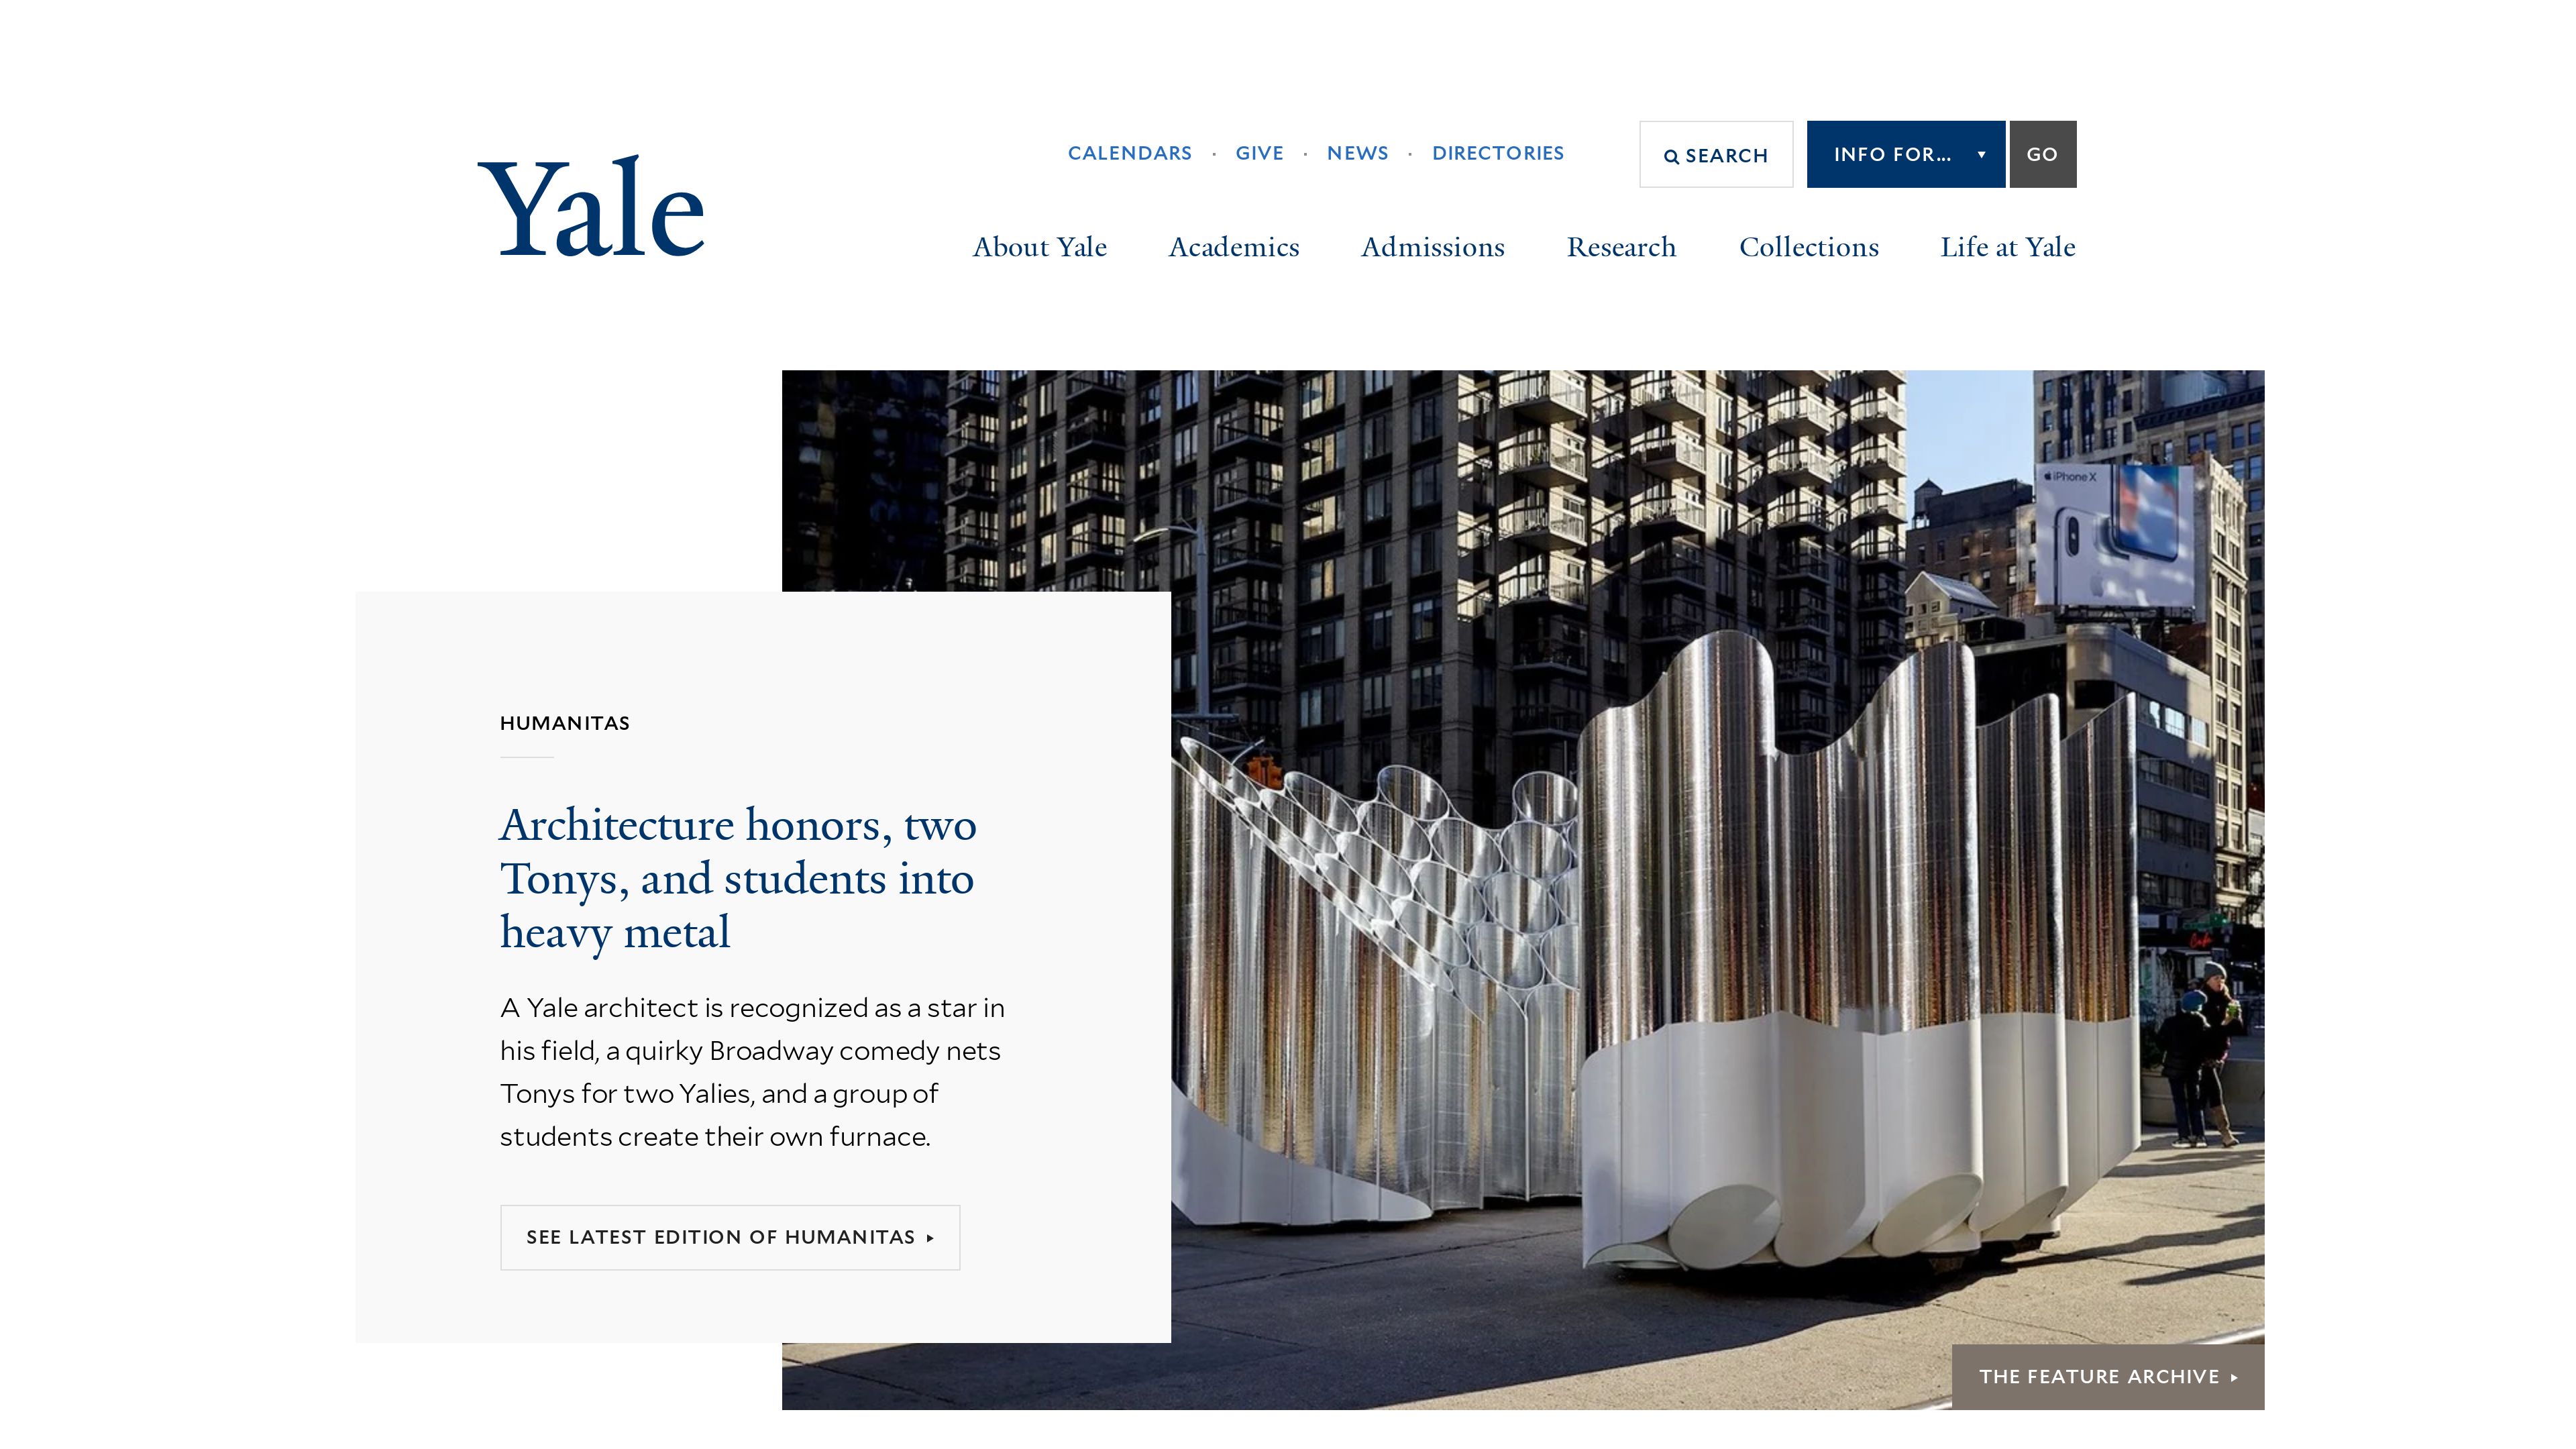 Yale
CALENDARS · GIVE · NEWS · DIRECTORIES
SEARCH
INFO FOR...
GO
About Yale Academics Admissions Research Collections Life at Yale
iPhone X
HUMANITAS
Architecture honors, two
Tonys, and students into
heavy metal
A Yale architect is recognized as a star in
his field, a quirky Broadway comedy nets
Tonys for two Yalies, and a group of
students create their own furnace.
SEE LATEST EDITION OF HUMANITAS
Cafe
THE FEATURE ARCHIVE